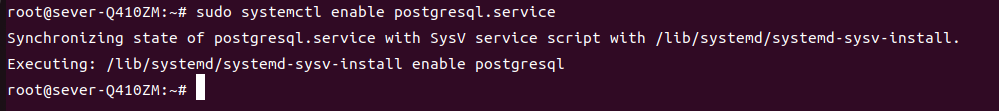 root@sever-Q410ZM:~# sudo systemctl enable postgresql.service
Synchronizing state of postgresql.service with SysV service script with /lib/systemd/systemd-sysv-install.
Executing: /lib/systemd/systemd-sysv-install enable postgresql
root@sever-Q410ZM:~#